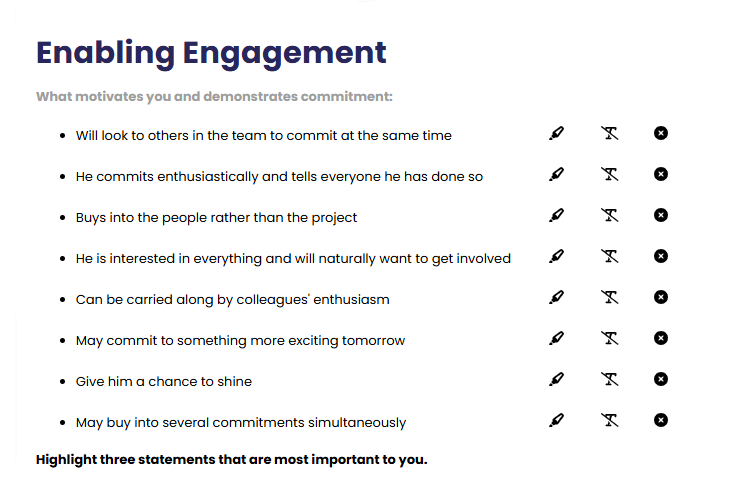 Enabling Engagement
What motivates you and demonstrates commitment:
• Will look to others in the team to commit at the same time
• He commits enthusiastically and tells everyone he has done so
• Buys into the people rather than the project
• He is interested in everything and will naturally want to get involved
• Can be carried along by colleagues' enthusiasm
• May commit to something more exciting tomorrow
• Give him a chance to shine
• May buy into several commitments simultaneously
Highlight three statements that are most important to you.